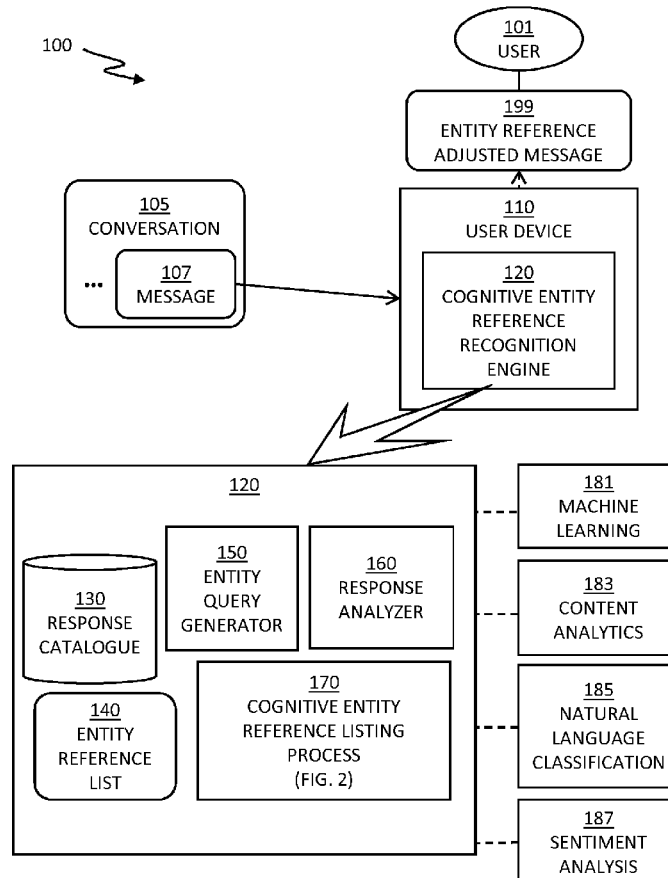 100
101
USER
199
ENTITY REFERENCE
ADJUSTED MESSAGE
105
CONVERSATION
...
107
MESSAGE
110
USER DEVICE
120
COGNITIVE ENTITY
REFERENCE
RECOGNITION
ENGINE
120
130
RESPONSE
CATALOGUE
150
ENTITY
QUERY
GENERATOR
160
RESPONSE
ANALYZER
140
ENTITY
REFERENCE
LIST
170
COGNITIVE ENTITY
REFERENCE LISTING
PROCESS
(FIG. 2)
181
MACHINE
LEARNING
183
CONTENT
ANALYTICS
185
NATURAL
LANGUAGE
CLASSIFICATION
187
SENTIMENT
ANALYSIS